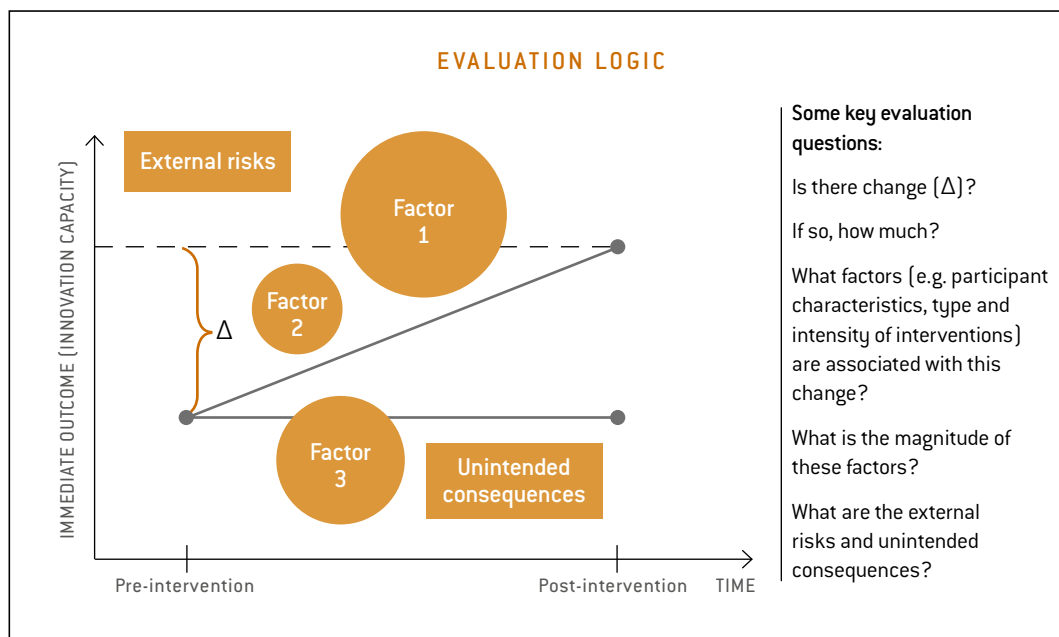 EVALUATION LOGIC
IMMEDIATE OUTCOME (INNOVATION CAPACITY)
External risks
Factor
1
Factor
2
Δ
Factor
3
Unintended
consequences
Pre-intervention
Post-intervention
TIME
Some key evaluation
questions:
Is there change (Δ)?
If so, how much?
What factors (e.g. participant
characteristics, type and
intensity of interventions)
are associated with this
change?
What is the magnitude of
these factors?
What are the external
risks and unintended
consequences?